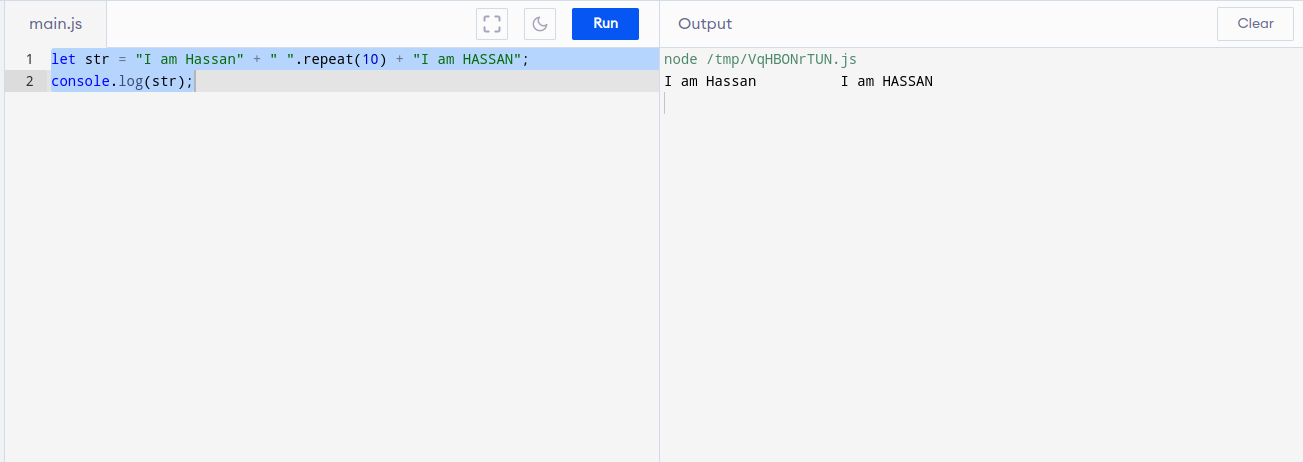 main.js
Run
Output
Clear
1 let str = "I am Hassan" + " ".repeat(10) + "I am HASSAN";
2 console.log(str);
node /tmp/VqHBONrTUN.js
I am Hassan          I am HASSAN